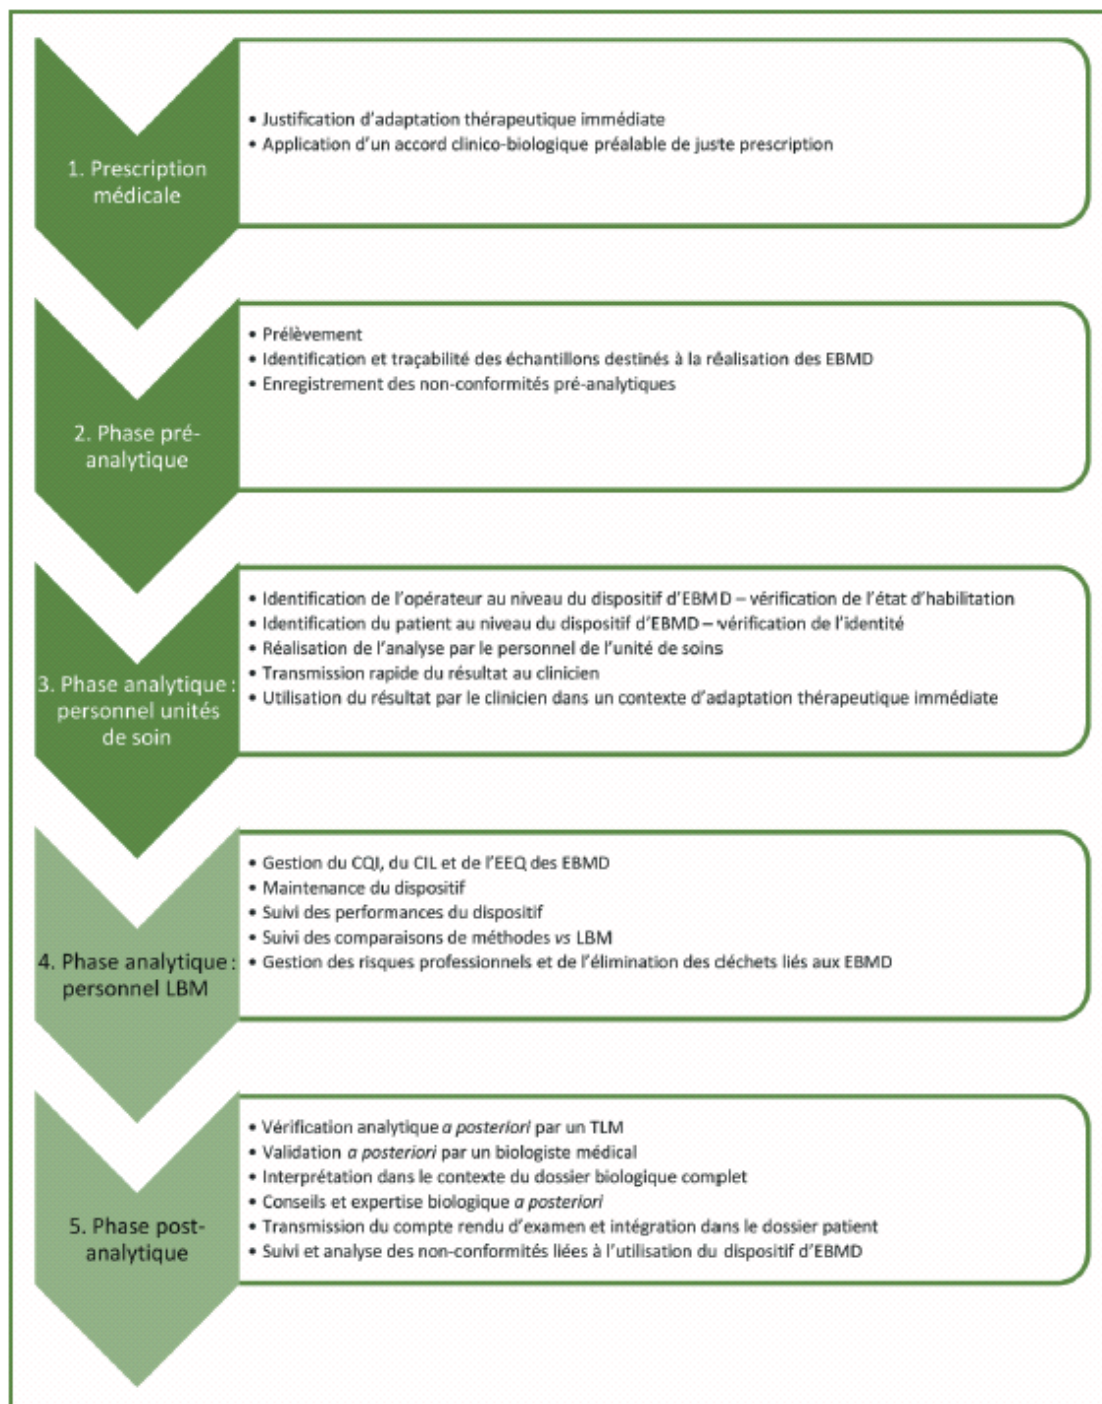 1. Prescription
médicale
• Justification d'adaptation thérapeutique immédiate
• Application d'un accord clinico-biologique préalable de juste prescription
2. Phase pré-
analytique
• Prélèvement
• Identification et traçabilité des échantillons destinés à la réalisation des EBMD
• Enregistrement des non-conformités pré-analytiques
3. Phase analytique :
personnel unités
de soin
• Identification de l'opérateur au niveau du dispositif d'EBMD – vérification de l'état d'habilitation
• Identification du patient au niveau du dispositif d'EBMD – vérification de l'identité
• Réalisation de l'analyse par le personnel de l'unité de soins
• Transmission rapide du résultat au clinicien
• Utilisation du résultat par le clinicien dans un contexte d'adaptation thérapeutique immédiate
4. Phase analytique :
personnel LBM
• Gestion du CQI, du CIL et de l'EEQ des EBMD
• Maintenance du dispositif
• Suivi des performances du dispositif
• Suivi des comparaisons de méthodes vs LBM
• Gestion des risques professionnels et de l'élimination des déchets liés aux EBMD
5. Phase post-
analytique
• Vérification analytique a posteriori par un TLM
• Validation a posteriori par un biologiste médical
• Interprétation dans le contexte du dossier biologique complet
• Conseils et expertise biologique a posteriori
• Transmission du compte rendu d'examen et intégration dans le dossier patient
• Suivi et analyse des non-conformités liées à l'utilisation du dispositif d'EBMD